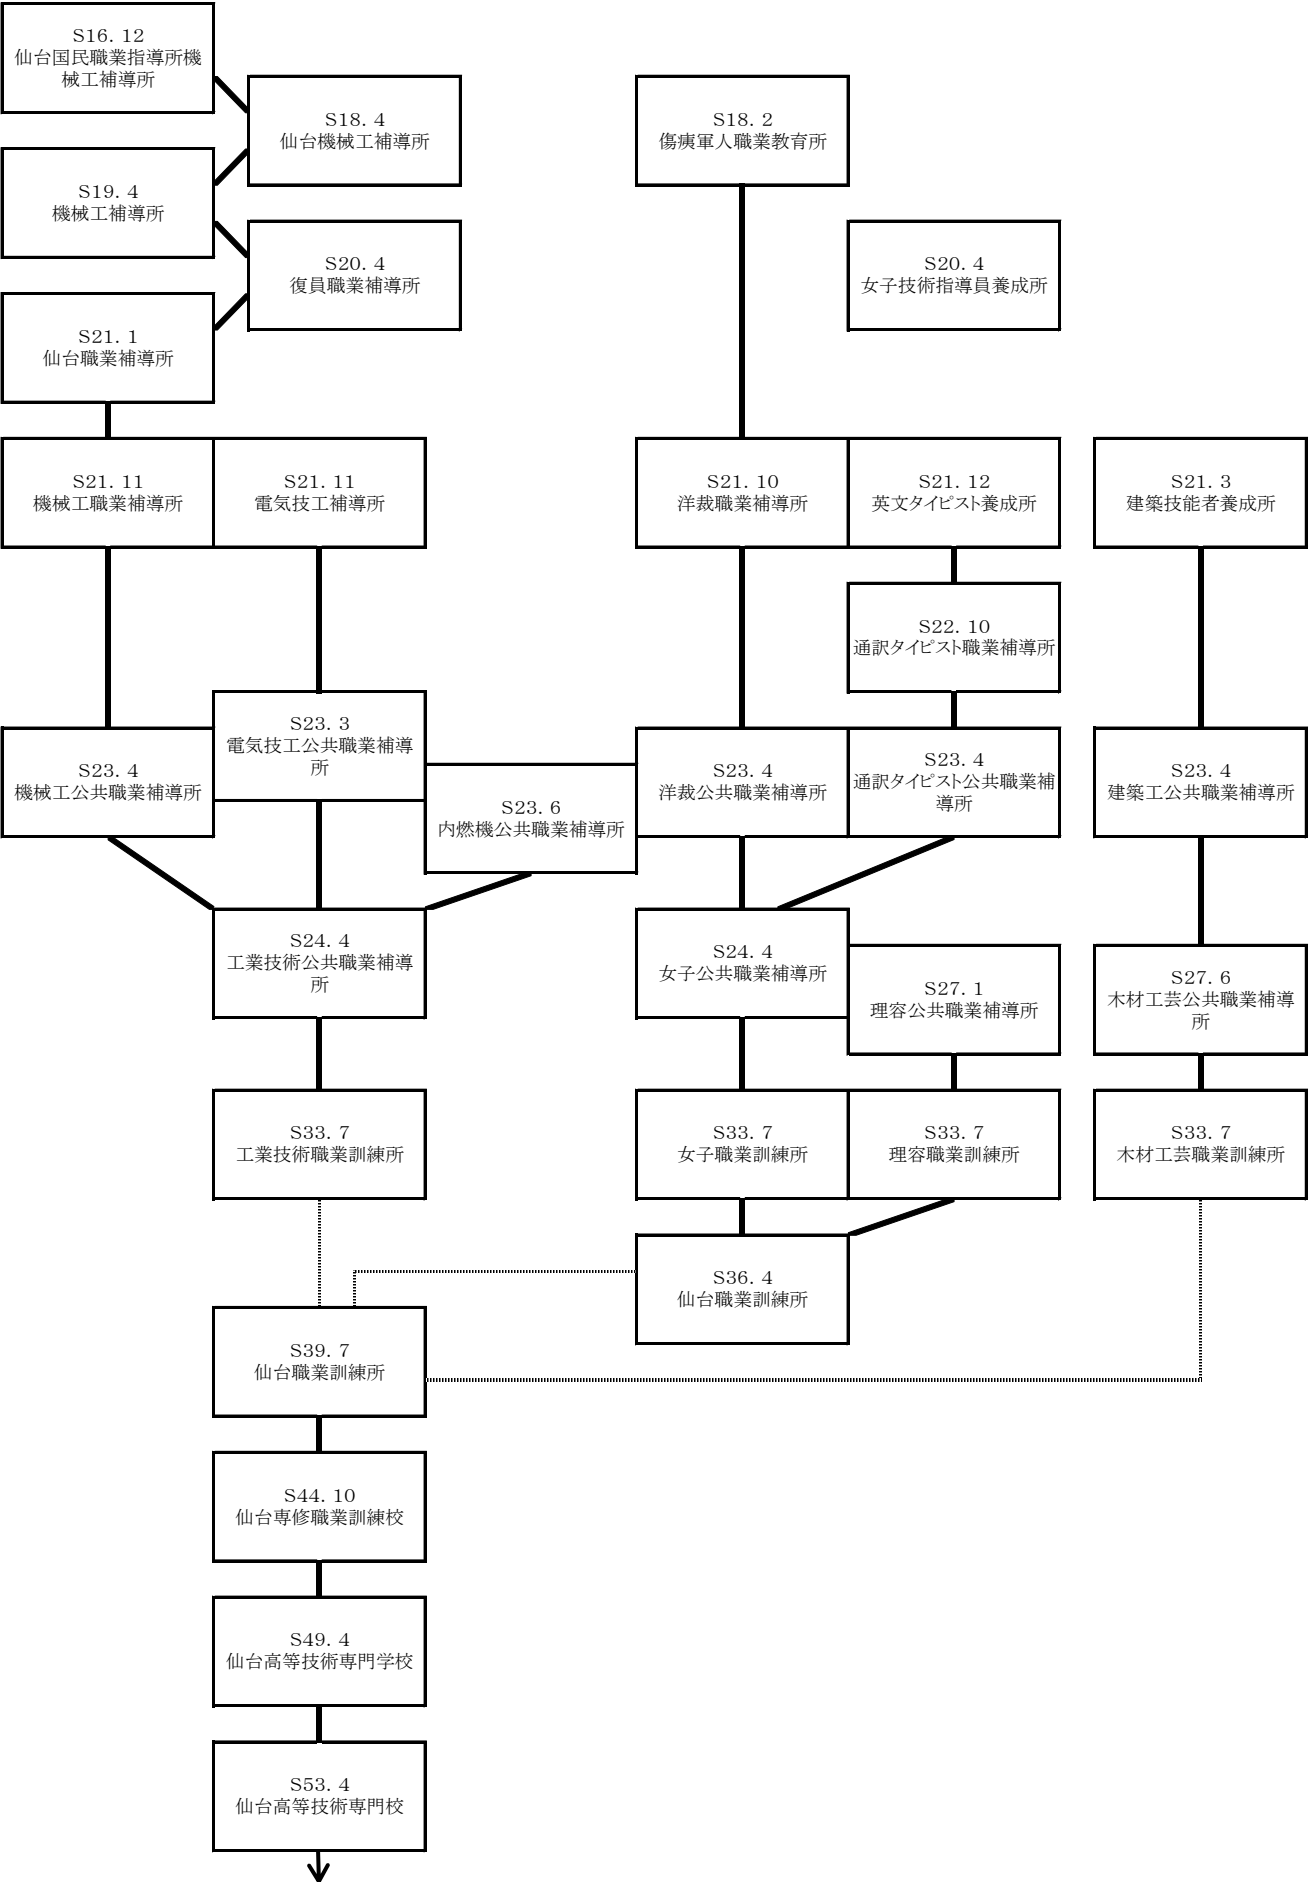 S16. 12
仙台国民職業指導所機
械工補導所
S18. 4
仙台機械工補導所
S18. 2
傷痍軍人職業教育所
S19. 4
機械工補導所
S20. 4
復員職業補導所
S20. 4
女子技術指導員養成所
S21. 1
仙台職業補導所
S21. 11
機械工職業補導所
S21. 11
電気技工補導所
S21. 10
洋裁職業補導所
S21. 12
英文タイピスト養成所
S21. 3
建築技能者養成所
S22. 10
通訳タイピスト職業補導所
S23. 4
機械工公共職業補導所
S23. 3
電気技工公共職業補導
所
S23. 6
内燃機公共職業補導所
S23. 4
洋裁公共職業補導所
S23. 4
通訳タイピスト公共職業補
導所
S23. 4
建築工公共職業補導所
S24. 4
工業技術公共職業補導
所
S24. 4
女子公共職業補導所
S27. 1
理容公共職業補導所
S27. 6
木材工芸公共職業補導
所
S33. 7
工業技術職業訓練所
S33. 7
女子職業訓練所
S33. 7
理容職業訓練所
S33. 7
木材工芸職業訓練所
S36. 4
仙台職業訓練所
S39. 7
仙台職業訓練所
S44. 10
仙台専修職業訓練校
S49. 4
仙台高等技術専門学校
S53. 4
仙台高等技術専門校